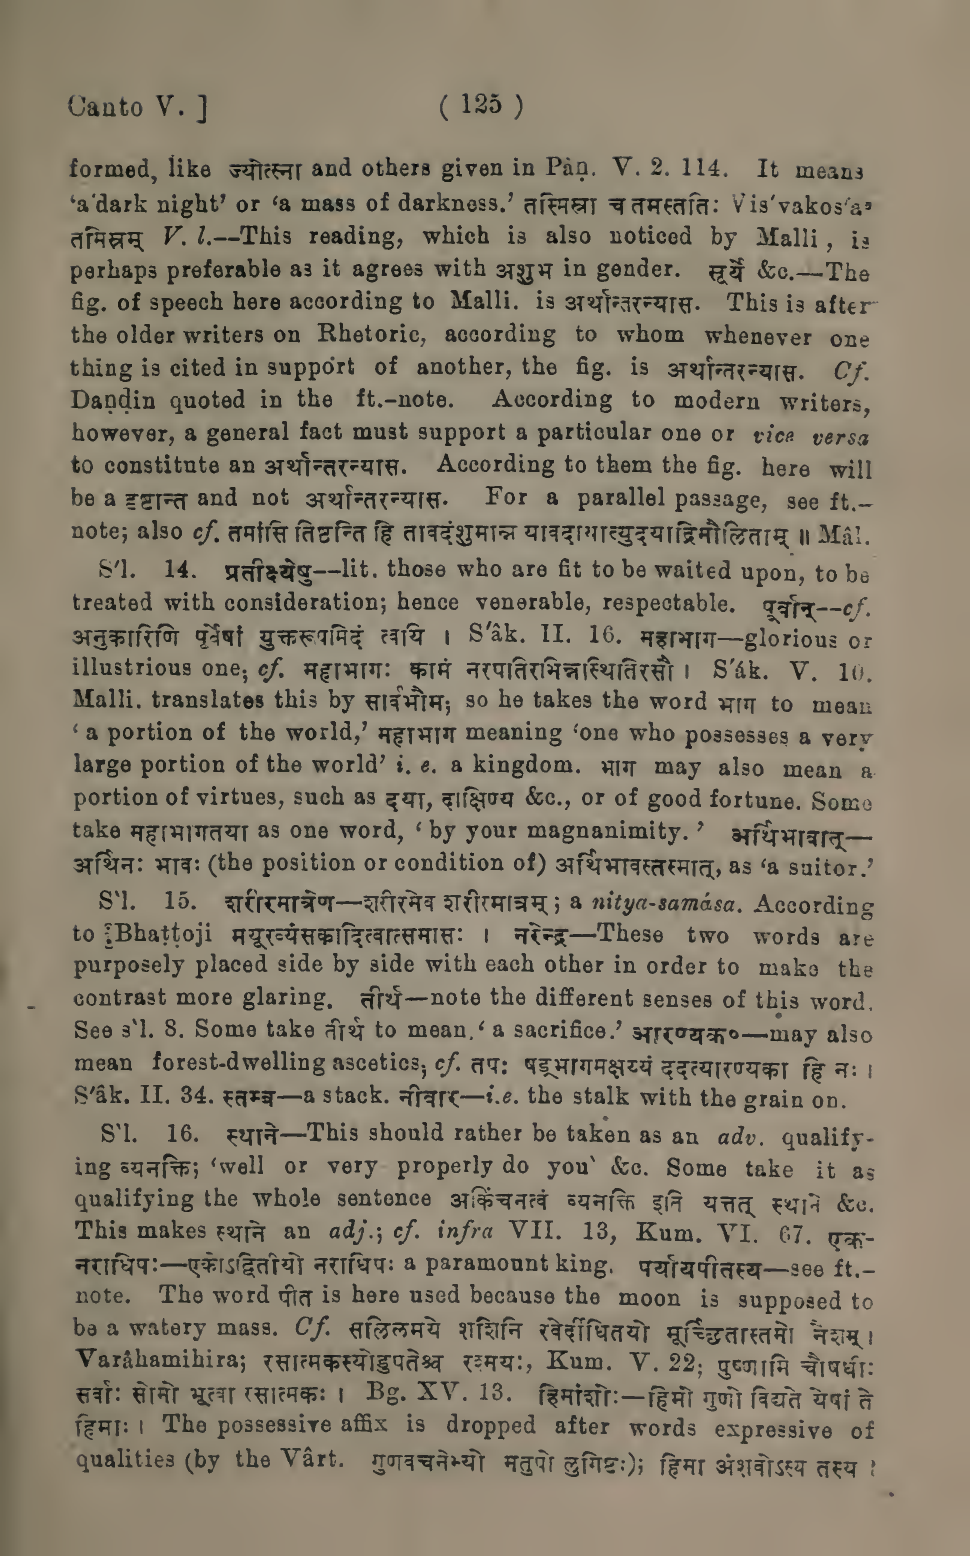 Canto V. ] ( 125 )
formed, like ज्योत्स्ना and others given in Pàṇ. V. 2. 114. It means
‘a dark night’ or ‘a mass of darkness.’ तस्मिस्रा च तमस्ततिः Vis′vakos′a
तमिस्रम् V. l.--This reading, which is also noticed by Malli, is
perhaps preferable as it agrees with अशुभ in gender. सूर्ये &c.—The
fig. of speech here according to Malli. is अर्थान्तरन्यास. This is after
the older writers on Rhetoric, according to whom whenever one
thing is cited in support of another, the fig. is अर्थान्तरन्यास. Cf.
Daṇḍin quoted in the ft.-note. According to modern writers,
however, a general fact must support a particular one or vice versa
to constitute an अर्थान्तरन्यास. According to them the fig. here will
be a दृष्टान्त and not अर्थान्तरन्यास. For a parallel passage, see ft.-
note; also cf. तमांसि तिष्ठन्ति हि तावदंशुमान्न यावदायात्युदयाद्रिमौलिताम् ॥ Mâl.
S′l. 14. प्रतीक्ष्येषु--lit. those who are fit to be waited upon, to be
treated with consideration; hence venerable, respectable. पूर्वान्--cf.
अनुकारिणि पूर्वेषां युक्तरूपमिदं त्वयि । S′âk. II. 16. महाभाग—glorious or
illustrious one; cf. महाभागः कामं नरपतिरभिन्नस्थितिरसौ । S′âk. V. 10.
Malli. translates this by सार्वभौम; so he takes the word भाग to mean
‘a portion of the world,’ महाभाग meaning ‘one who possesses a very
large portion of the world’ i. e. a kingdom. भाग may also mean a
portion of virtues, such as दया, दाक्षिण्य &c., or of good fortune. Some
take महाभागतया as one word, ‘by your magnanimity.’ अर्थिभावात्—
अर्थिनः भावः (the position or condition of) अर्थिभावस्तस्मात्, as ‘a suitor.’
S′l. 15. शरीरमात्रेण—शरीरमेव शरीरमात्रम्; a nitya-samása. According
to Bhaṭṭoji मयूरव्यंसकादित्वात्समासः । नरेन्द्र—These two words are
purposely placed side by side with each other in order to make the
contrast more glaring. तीर्थ—note the different senses of this word.
See s′l. 8. Some take तीर्थ to mean ‘a sacrifice.’ आरण्यक०—may also
mean forest-dwelling ascetics; cf. तपः षड्भागमक्षय्यं ददत्यारण्यका हि नः ।
S′âk. II. 34. स्तम्ब—a stack. नीवार—i.e. the stalk with the grain on.
S′l. 16. स्थाने—This should rather be taken as an adv. qualify-
ing व्यनक्ति; ‘well or very properly do you‵ &c. Some take it as
qualifying the whole sentence अकिंचनत्वं व्यनक्ति इति यत्तत् स्थाने &c.
This makes स्थाने an adj.; cf. infra VII. 13, Kum. VI. 67. एक-
नराधिपः—एकोऽद्वितीयो नराधिपः a paramount king. पर्यायपीतस्य—see ft.-
note. The word पीत is here used because the moon is supposed to
be a watery mass. Cf. सलिलमये शशिनि रवेर्दीधितयो मूर्च्छितास्तमो नैशम् ।
Varâhamihira; रसात्मकस्योडुपतेश्च रश्मयः, Kum. V. 22; पुष्णामि चौषधीः
सर्वाः सोमो भूत्वा रसात्मकः । Bg. XV. 13. हिमांशोः—हिमो गुणो विद्यते येषां ते
हिमाः । The possessive affix is dropped after words expressive of
qualities (by the Vârt. गुणवचनेभ्यो मतुपो लुगिष्टः); हिमा अंशवोऽस्य तस्य ।